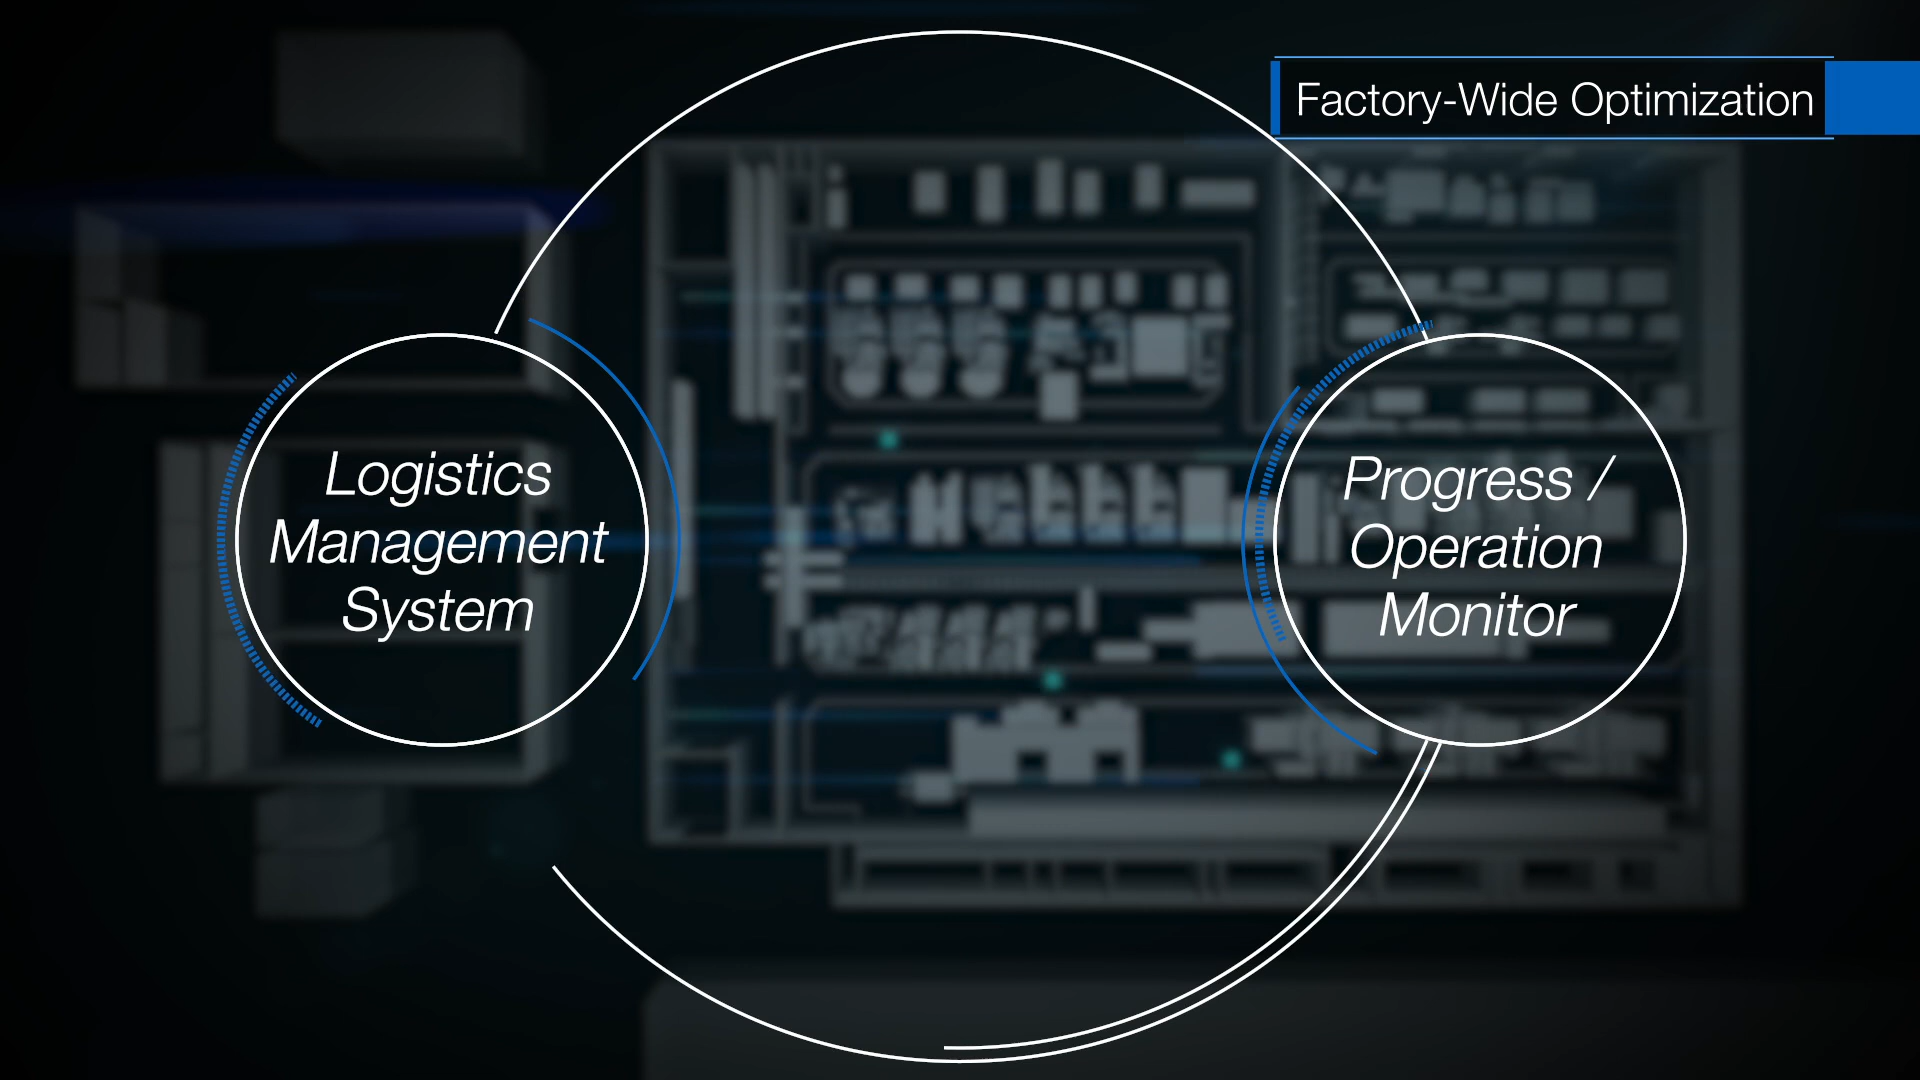 Factory-Wide Optimization
Logistics
Management
System
Progress /
Operation
Monitor